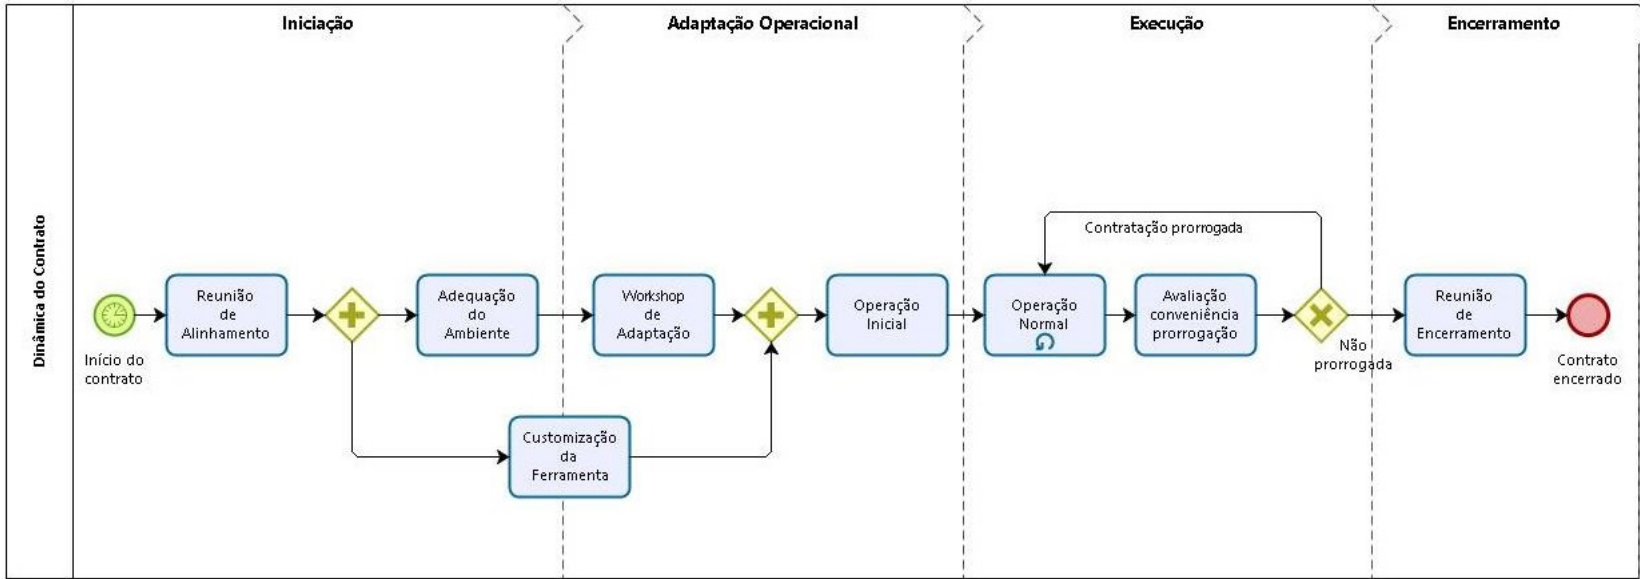 Iniciação
Adaptação Operacional
Execução
Encerramento
Dinâmica do Contrato
Início do
contrato
Reunião
de
Alinhamento
Adequação
do
Ambiente
Customização
da
Ferramenta
Workshop
de
Adaptação
Operação
Inicial
Contratação prorrogada
Operação
Normal
Avaliação
conveniência
prorrogação
Não
prorrogada
Reunião
de
Encerramento
Contrato
encerrado